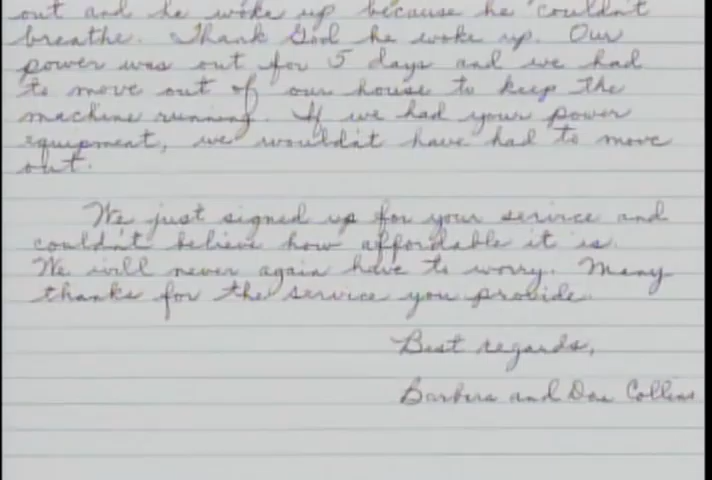 out and he woke up because he couldn't
breathe. Thank God he woke up. Our
power was out for 5 days and we had
to move out of our house to keep the
machine running. If we had your power
equipment, we wouldn't have had to move
out.
We just signed up for your service and
couldn't believe how affordable it is.
We will never again have to worry. Many
thanks for the service you provide.
Best regards,
Barbara and Don Collins